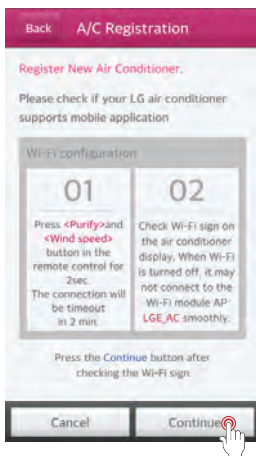 Back
A/C Registration
Register New Air Conditioner.
Please check if your LG air conditioner
supports mobile application
Wi-Fi configuration
01
Press <Purify>and
<Wind speed>
button in the
remote control for
2sec.
The connection will
be timeout
in 2 min.
02
Check Wi-Fi sign on
the air conditioner
display. When Wi-Fi
is turned off, it may
not connect to the
Wi-Fi module AP
LGE_AC smoothly.
Press the Continue button after
checking the Wi-Fi sign.
Cancel
Continue